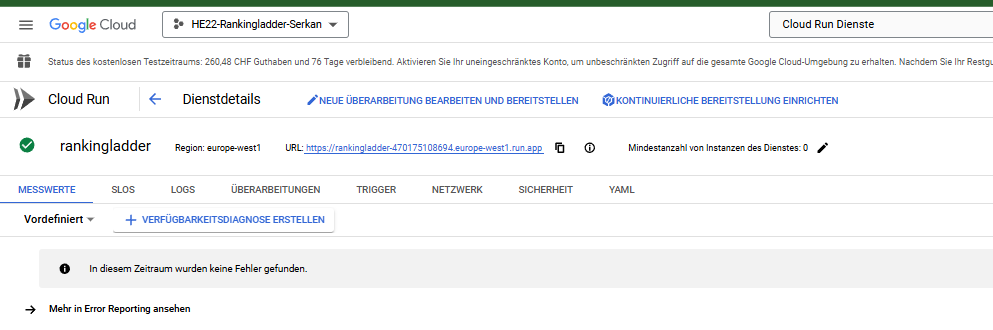 Google Cloud HE22-Rankingladder-Serkan Cloud Run Dienste
Status des kostenlosen Testzeitraums: 260,48 CHF Guthaben und 76 Tage verbleibend. Aktivieren Sie Ihr uneingeschränktes Konto, um unbeschränkten Zugriff auf die gesamte Google Cloud-Umgebung zu erhalten. Nachdem Sie Ihr Restgu
Cloud Run Dienstdetails NEUE ÜBERARBEITUNG BEARBEITEN UND BEREITSTELLEN KONTINUIERLICHE BEREITSTELLUNG EINRICHTEN
rankingladder Region: europe-west1 URL: https://rankingladder-470175108694.europe-west1.run.app Mindestanzahl von Instanzen des Dienstes: 0
MESSWERTE SLOS LOGS ÜBERARBEITUNGEN TRIGGER NETZWERK SICHERHEIT YAML
Vordefiniert VERFÜGBARKEITSDIAGNOSE ERSTELLEN
In diesem Zeitraum wurden keine Fehler gefunden.
Mehr in Error Reporting ansehen